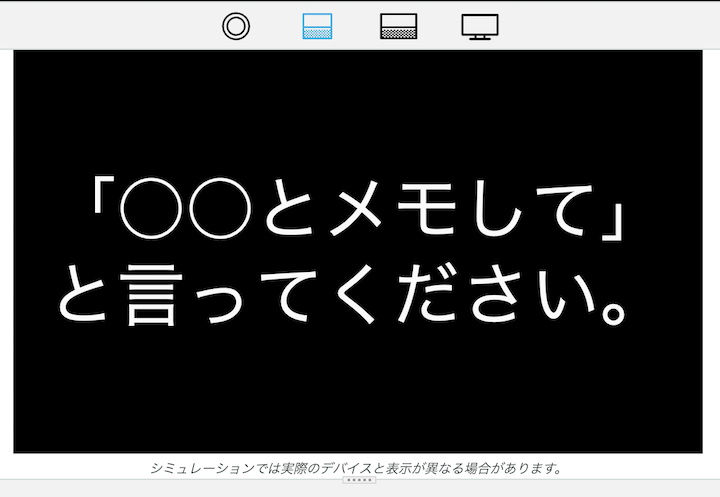 「○○とメモして」
と言ってください。
シミュレーションでは実際のデバイスと表示が異なる場合があります。